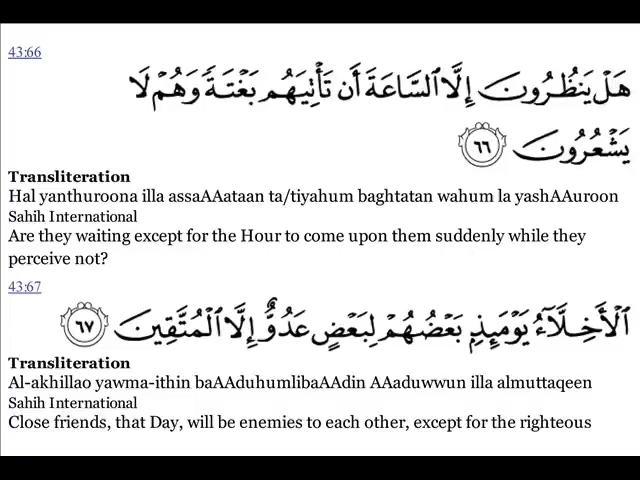 43:66
هَلْ يَنظُرُونَ إِلَّا ٱلسَّاعَةَ أَن تَأْتِيَهُم بَغْتَةً وَهُمْ لَا
يَشْعُرُونَ ٦٦
Transliteration
Hal yanthuroona illa assaAAataan ta/tiyahum baghtatan wahum la yashAAuroon
Sahih International
Are they waiting except for the Hour to come upon them suddenly while they
perceive not?
43:67
ٱلْأَخِلَّآءُ يَوْمَئِذٍۭ بَعْضُهُمْ لِبَعْضٍ عَدُوٌّ إِلَّا ٱلْمُتَّقِينَ ٦٧
Transliteration
Al-akhillao yawma-ithin baAAduhumlibaAAdin AAaduwwun illa almuttaqeen
Sahih International
Close friends, that Day, will be enemies to each other, except for the righteous